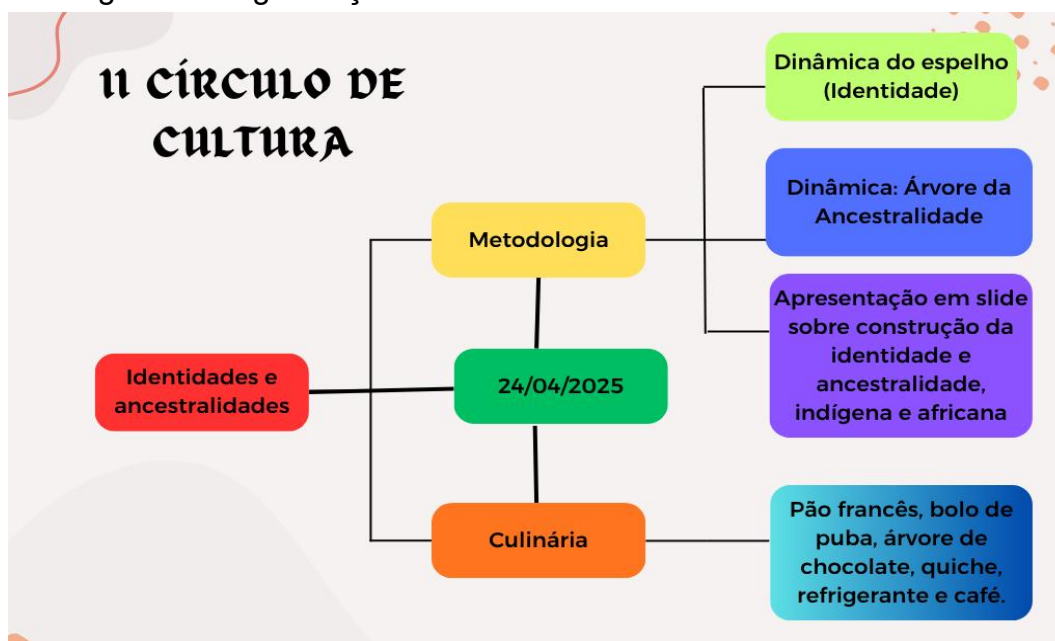 II CÍRCULO DE
CULTURA
Dinâmica do espelho
(Identidade)
Dinâmica: Árvore da
Ancestralidade
Metodologia
Apresentação em slide
sobre construção da
identidade e
ancestralidade,
indígena e africana
Identidades e
ancestralidades
24/04/2025
Culinária
Pão francês, bolo de
puba, árvore de
chocolate, quiche,
refrigerante e café.